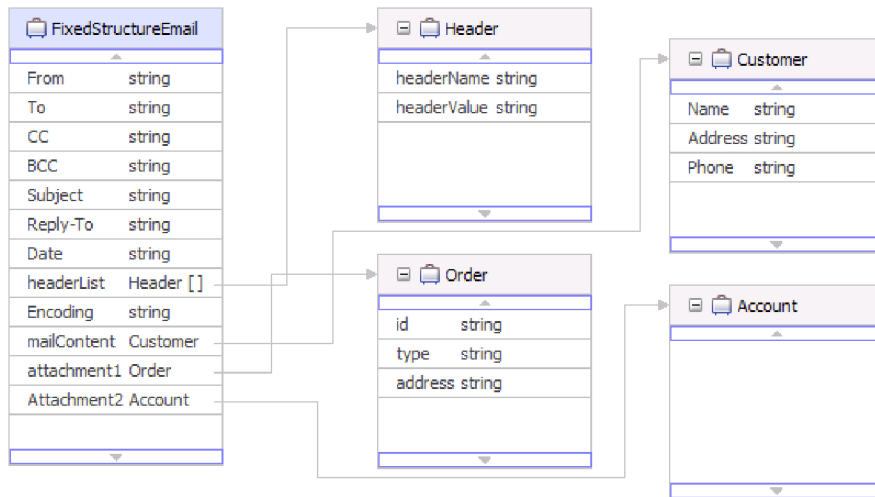 FixedStructureEmail
From string
To string
CC string
BCC string
Subject string
Reply-To string
Date string
headerList Header []
Encoding string
mailContent Customer
attachment1 Order
Attachment2 Account
Header
headerName string
headerValue string
Order
id string
type string
address string
Customer
Name string
Address string
Phone string
Account